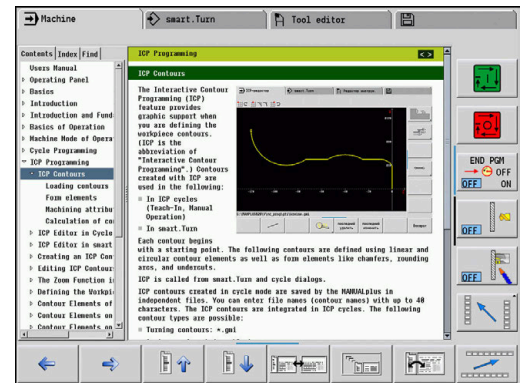 Machine
smart.Turn
Tool editor
Contents Index Find
Users Manual
Operating Panel
Basics
Introduction
Introduction and Fund
Basics of Operation
Machine Mode of Opera
Cycle Programming
ICP Programming
ICP Contours
Loading contours
Form elements
Machining attribu
Calculation of co
ICP Editor in Cycle
ICP Editor in smart
Creating an ICP Con
Editing ICP Contour
The Zoom Function i
Defining the Workpi
Contour Elements of
Contour Elements on
Contour Elements on
ICP Programming
ICP Contours
The Interactive Contour
Programming (ICP)
feature provides
graphic support when
you are defining the
workpiece contours.
(ICP is the
abbreviation of
"Interactive Contour
Programming".) Contours
created with ICP are
used in the following:
In ICP cycles
(Teach-In, Manual
Operation)
In smart.Turn
Each contour begins
with a starting point. The following contours are defined using linear and
circular contour elements as well as form elements like chamfers, rounding
arcs, and undercuts.
ICP is called from smart.Turn and cycle dialogs.
ICP contours created in cycle mode are saved by the MANUALplus in
independent files. You can enter file names (contour names) with up to 40
characters. The ICP contours are integrated in ICP cycles. The following
contour types are possible:
Turning contours: *.gmi
END PGM
OFF
OFF ON
OFF
OFF